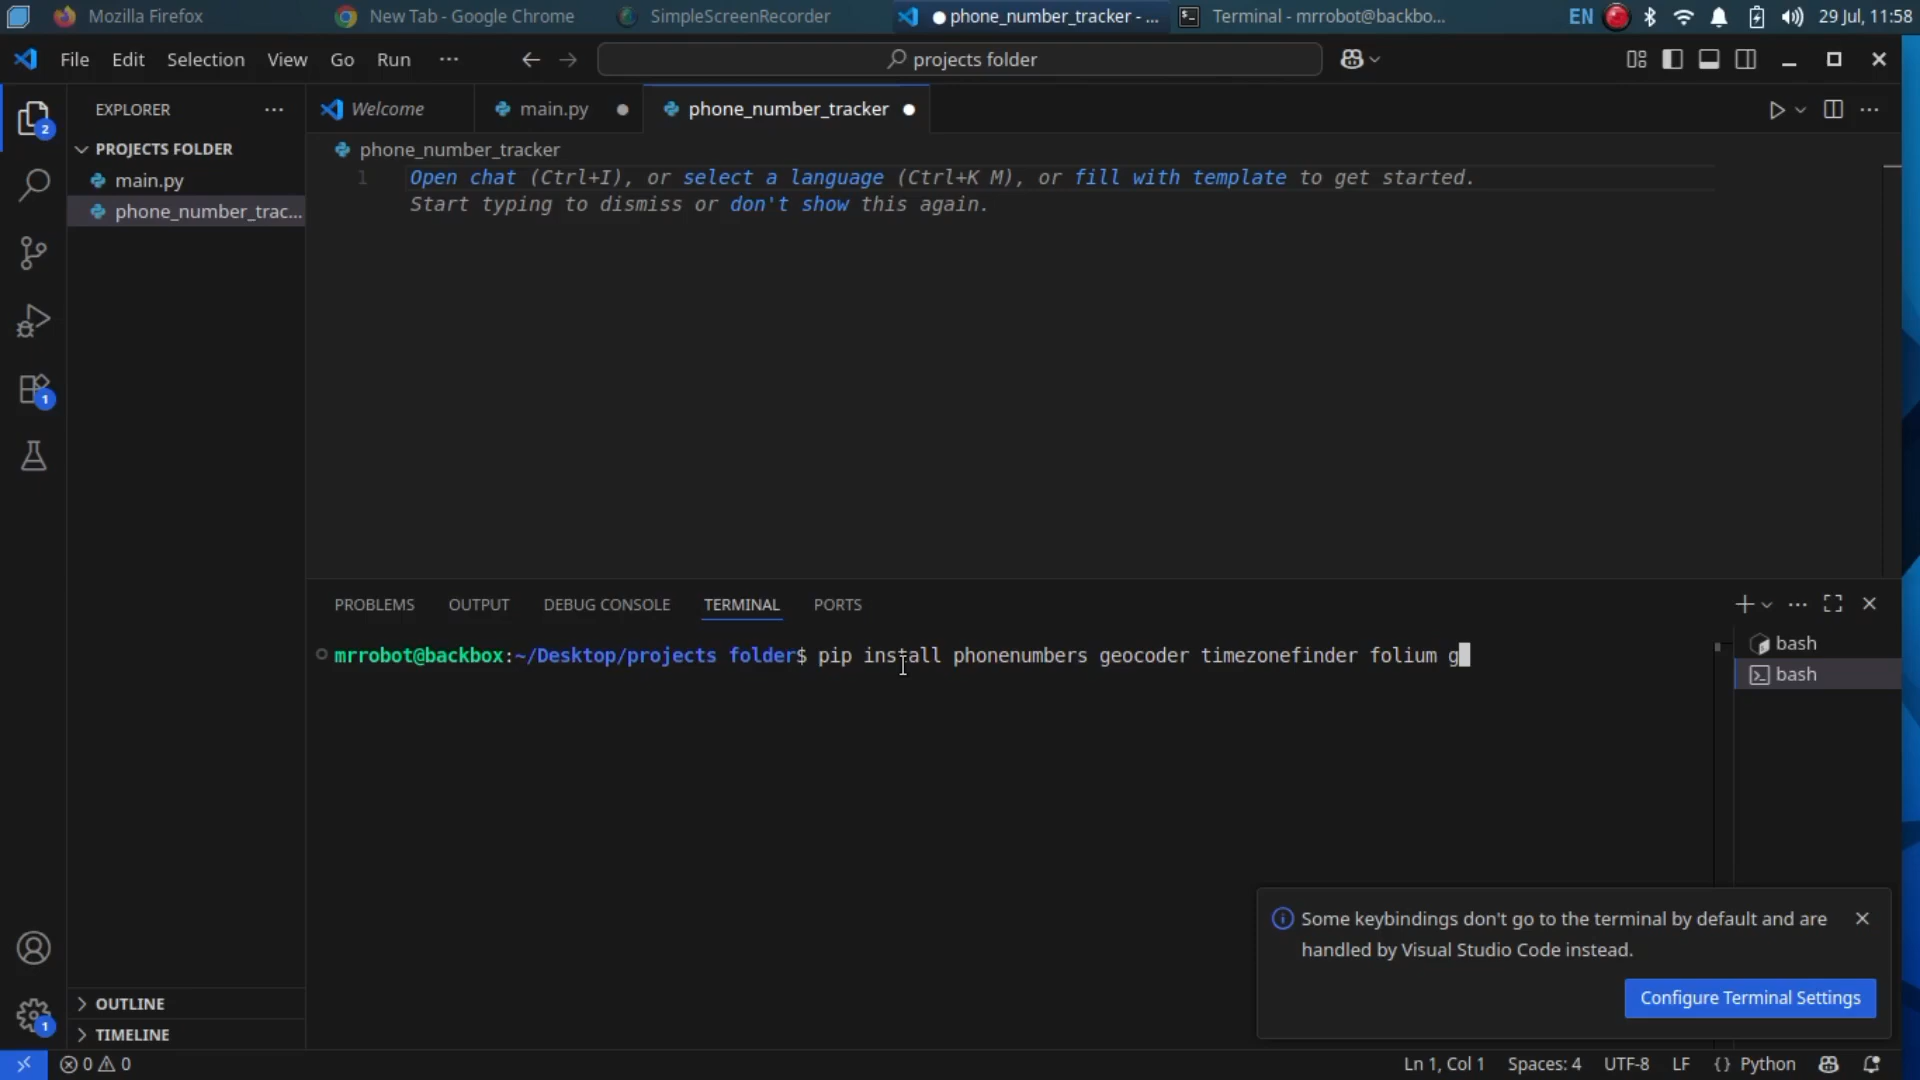 Mozilla Firefox
New Tab - Google Chrome
SimpleScreenRecorder
● phone_number_tracker - ...
Terminal - mrrobot@backbo...
EN
29 Jul, 11:58
File Edit Selection View Go Run ...
projects folder
EXPLORER
Welcome
main.py
phone_number_tracker
PROJECTS FOLDER
main.py
phone_number_trac...
phone_number_tracker
1
Open chat (Ctrl+I), or select a language (Ctrl+K M), or fill with template to get started.
Start typing to dismiss or don't show this again.
2
1
PROBLEMS OUTPUT DEBUG CONSOLE TERMINAL PORTS
mrrobot@backbox:~/Desktop/projects folder$ pip install phonenumbers geocoder timezonefinder folium g
bash
bash
Some keybindings don't go to the terminal by default and are
handled by Visual Studio Code instead.
Configure Terminal Settings
OUTLINE
TIMELINE
1
0 0
Ln 1, Col 1 Spaces: 4 UTF-8 LF {} Python